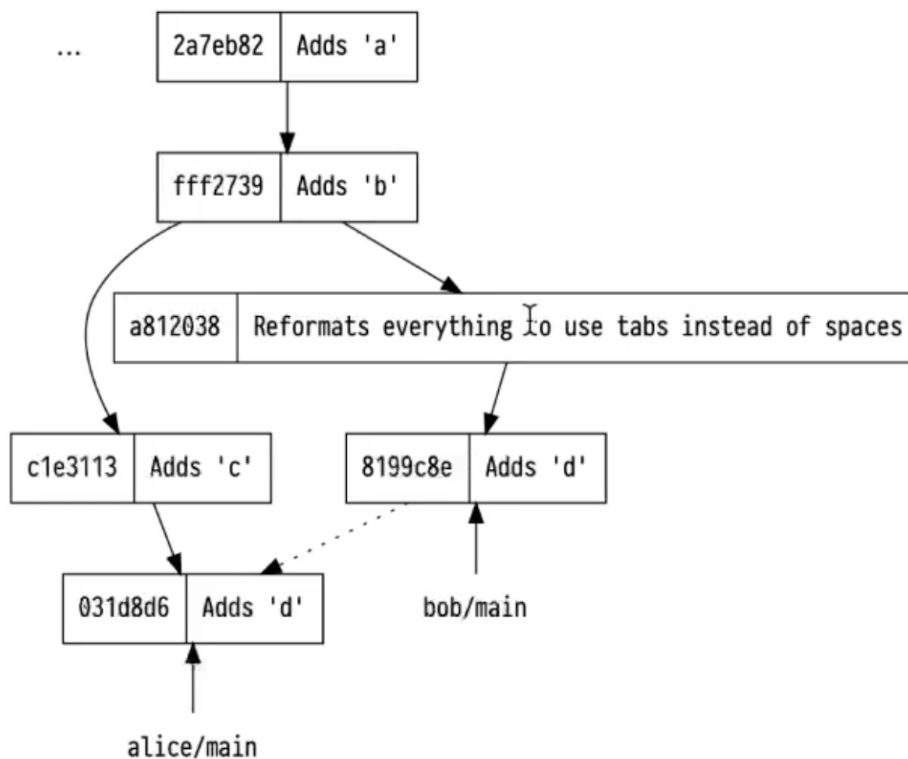 ...
2a7eb82 Adds 'a'
fff2739 Adds 'b'
a812038 Reformats everything to use tabs instead of spaces
c1e3113 Adds 'c'
8199c8e Adds 'd'
031d8d6 Adds 'd'
bob/main
alice/main